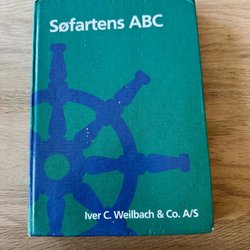 Søfartens ABC
Iver C. Weilbach & Co. A/S